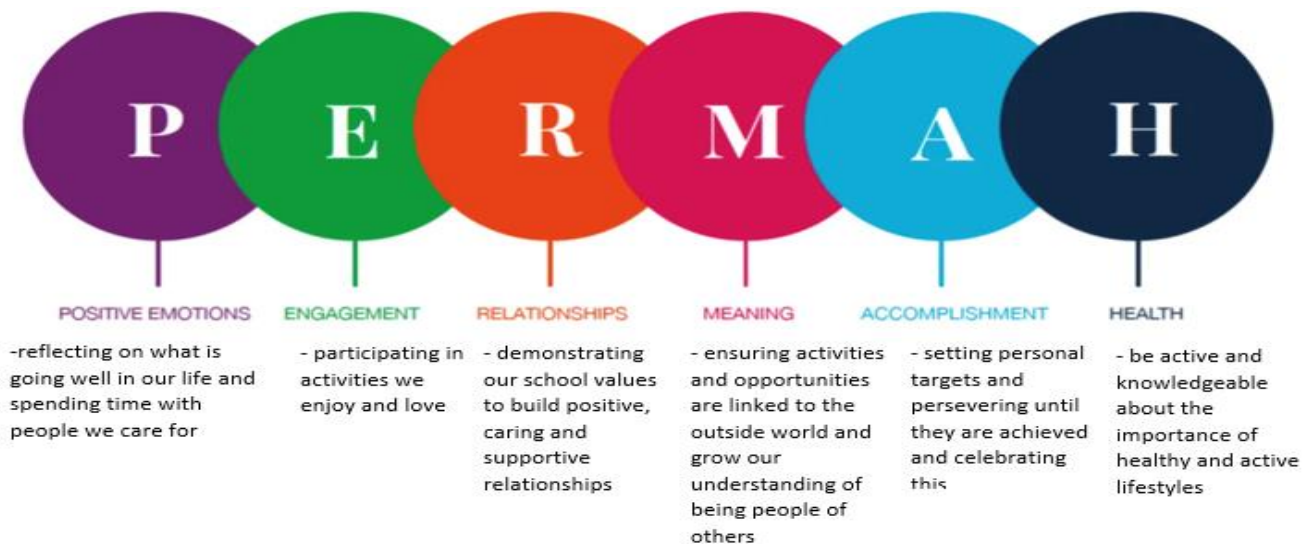 P E R M A H
POSITIVE EMOTIONS
-reflecting on what is
going well in our life and
spending time with
people we care for
ENGAGEMENT
- participating in
activities we
enjoy and love
RELATIONSHIPS
- demonstrating
our school values
to build positive,
caring and
supportive
relationships
MEANING
- ensuring activities
and opportunities
are linked to the
outside world and
grow our
understanding of
being people of
others
ACCOMPLISHMENT
- setting personal
targets and
persevering until
they are achieved
and celebrating
this
HEALTH
- be active and
knowledgeable
about the
importance of
healthy and active
lifestyles